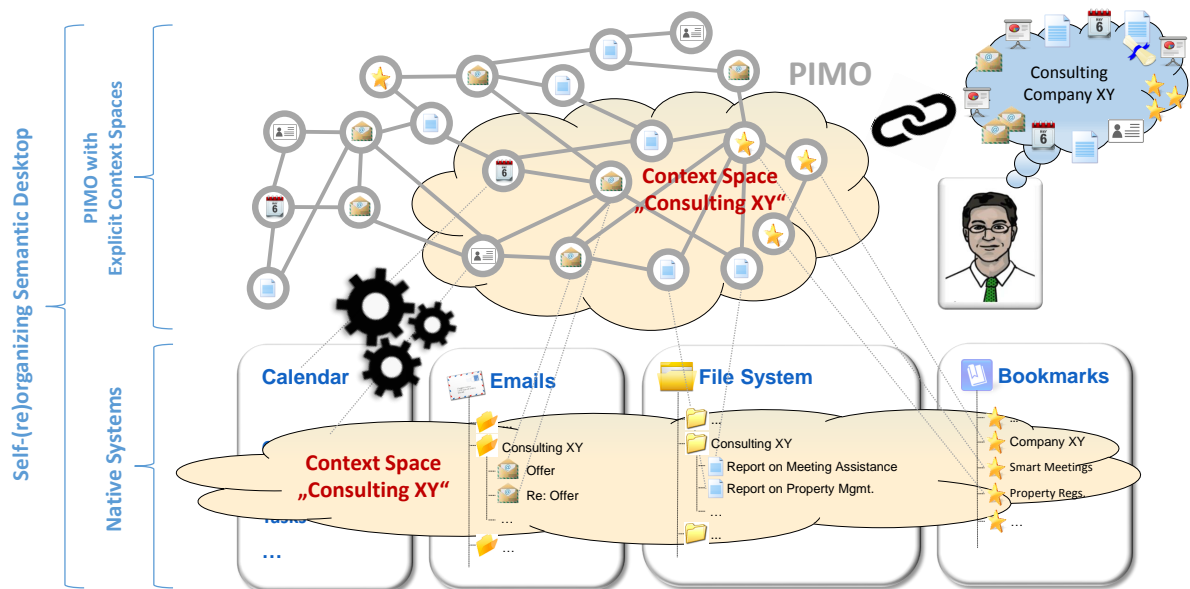 Self-(re)organizing Semantic Desktop
PIMO with
Explicit Context Spaces
Native Systems
PIMO
Consulting
Company XY
Context Space
„Consulting XY“
Calendar
Tasks
...
Emails
...
Consulting XY
Offer
Re: Offer
...
...
File System
...
Consulting XY
Report on Meeting Assistance
Report on Property Mgmt.
...
...
Bookmarks
...
Company XY
Smart Meetings
Property Regs.
...
Context Space
„Consulting XY“